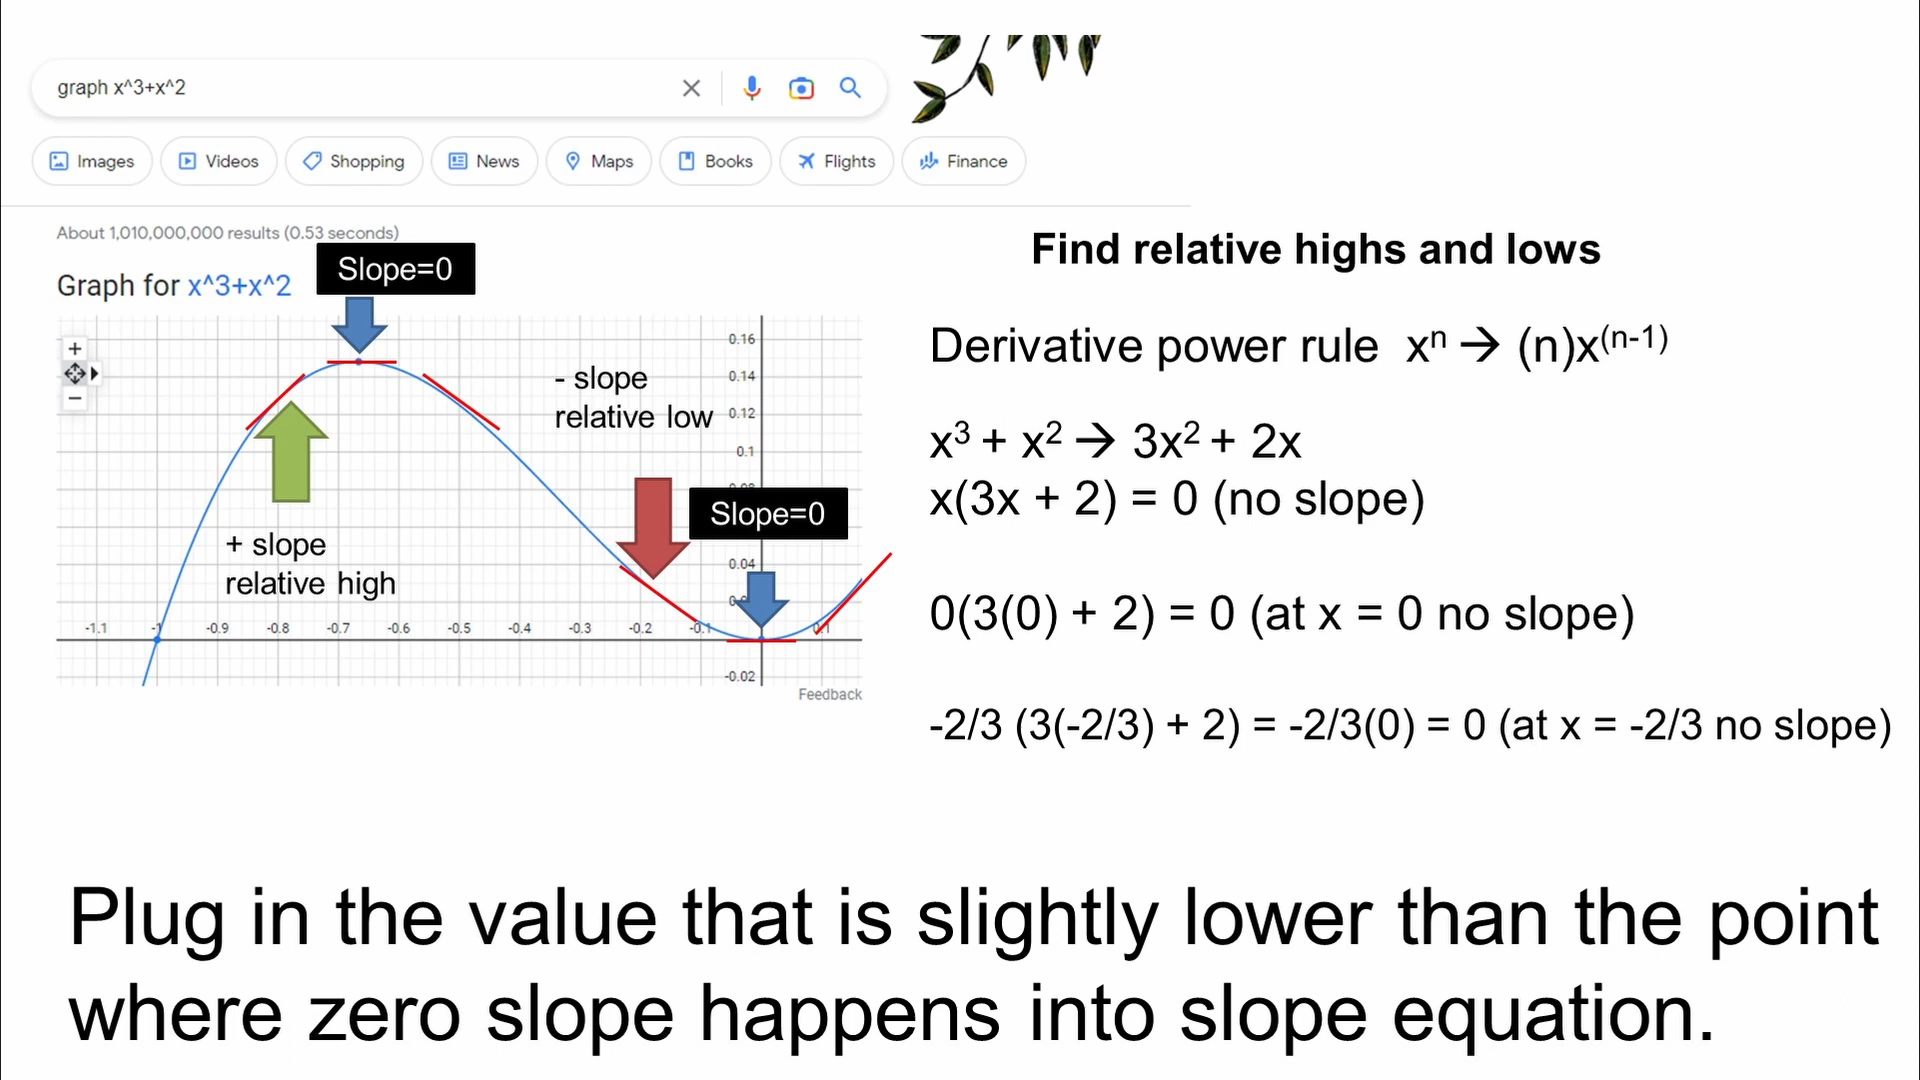 graph x^3+x^2
Images
Videos
Shopping
News
Maps
Books
Flights
Finance
About 1,010,000,000 results (0.53 seconds)
Graph for x^3+x^2
Slope=0
+
−
0.16
0.14
0.12
0.1
0.04
-0.02
- slope
relative low
Slope=0
+ slope
relative high
-1.1 -1 -0.9 -0.8 -0.7 -0.6 -0.5 -0.4 -0.3 -0.2 -0.1 0.1
Feedback
Find relative highs and lows
Derivative power rule xⁿ → (n)x⁽ⁿ⁻¹⁾
x³ + x² → 3x² + 2x
x(3x + 2) = 0 (no slope)
0(3(0) + 2) = 0 (at x = 0 no slope)
-2/3 (3(-2/3) + 2) = -2/3(0) = 0 (at x = -2/3 no slope)
Plug in the value that is slightly lower than the point
where zero slope happens into slope equation.